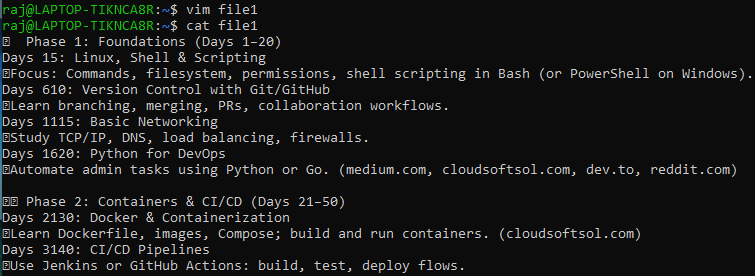 raj@LAPTOP-TIKNCA8R:~$ vim file1
raj@LAPTOP-TIKNCA8R:~$ cat file1
⍰  Phase 1: Foundations (Days 1–20)
Days 15: Linux, Shell & Scripting
⍰Focus: Commands, filesystem, permissions, shell scripting in Bash (or PowerShell on Windows).
Days 610: Version Control with Git/GitHub
⍰Learn branching, merging, PRs, collaboration workflows.
Days 1115: Basic Networking
⍰Study TCP/IP, DNS, load balancing, firewalls.
Days 1620: Python for DevOps
⍰Automate admin tasks using Python or Go. (medium.com, cloudsoftsol.com, dev.to, reddit.com)

⍰⍰ Phase 2: Containers & CI/CD (Days 21–50)
Days 2130: Docker & Containerization
⍰Learn Dockerfile, images, Compose; build and run containers. (cloudsoftsol.com)
Days 3140: CI/CD Pipelines
⍰Use Jenkins or GitHub Actions: build, test, deploy flows.